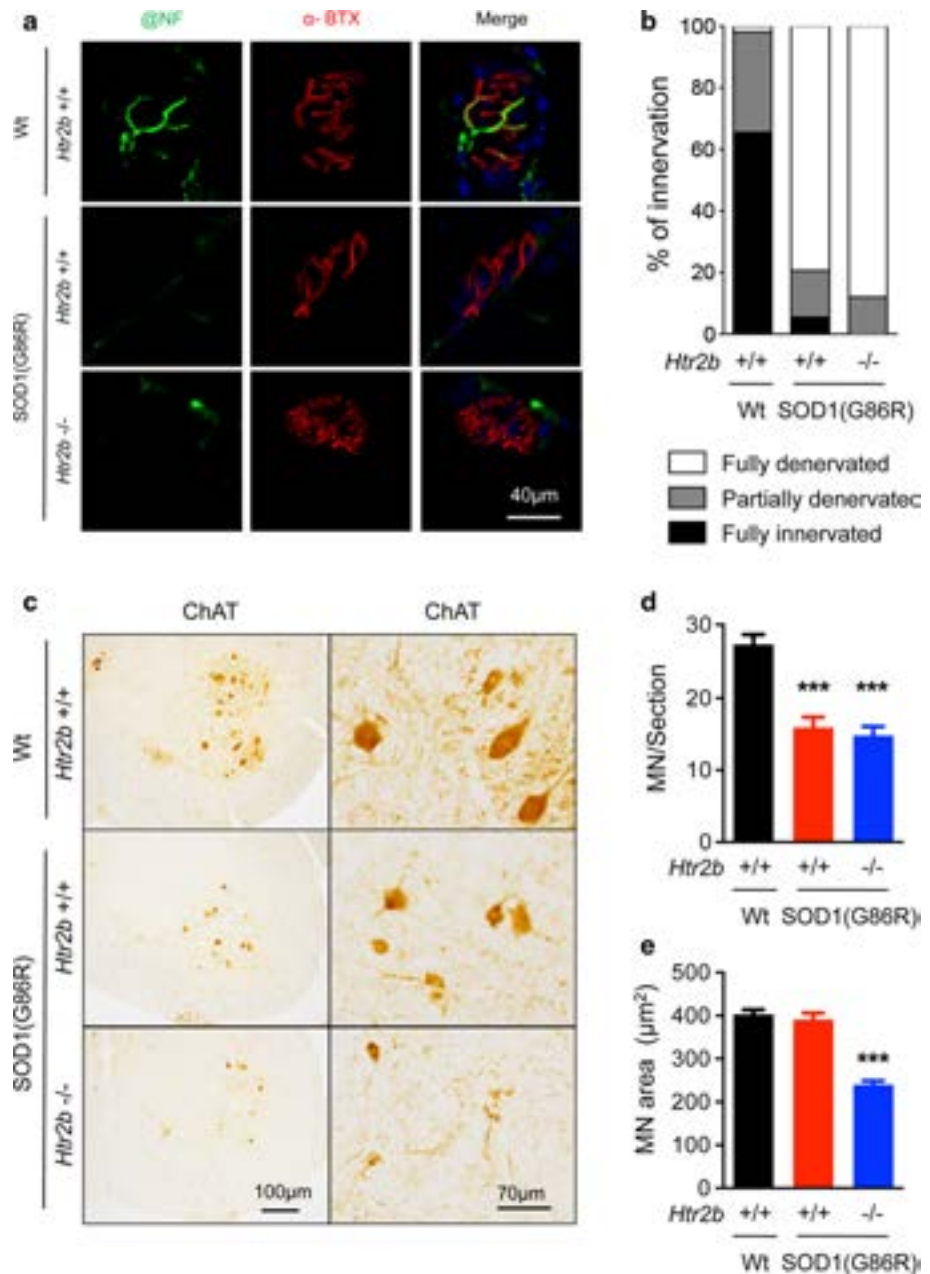 a
@NF
α- BTX
Merge
Wt
Htr2b +/+
SOD1(G86R)
Htr2b +/+
Htr2b -/-
40µm
b
% of innervation
100
80
60
40
20
0
Htr2b +/+ +/+ -/-
Wt SOD1(G86R)
Fully denervated
Partially denervatec
Fully innervated
c
ChAT
ChAT
Wt
Htr2b +/+
SOD1(G86R)
Htr2b +/+
Htr2b -/-
100µm
70µm
d
MN/Section
30
20
10
0
*** ***
Htr2b +/+ +/+ -/-
Wt SOD1(G86R)
e
MN area (µm²)
500
400
300
200
100
0
***
Htr2b +/+ +/+ -/-
Wt SOD1(G86R)